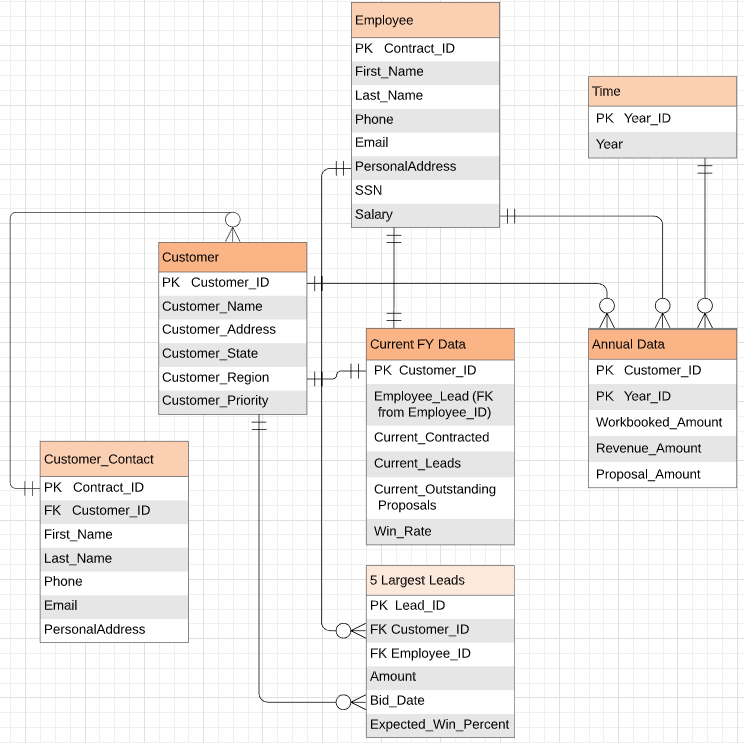 Employee
PK Contract_ID
First_Name
Last_Name
Phone
Email
PersonalAddress
SSN
Salary
Time
PK Year_ID
Year
Customer
PK Customer_ID
Customer_Name
Customer_Address
Customer_State
Customer_Region
Customer_Priority
Current FY Data
PK Customer_ID
Employee_Lead (FK
from Employee_ID)
Current_Contracted
Current_Leads
Current_Outstanding
Proposals
Win_Rate
Annual Data
PK Customer_ID
PK Year_ID
Workbooked_Amount
Revenue_Amount
Proposal_Amount
Customer_Contact
PK Contract_ID
FK Customer_ID
First_Name
Last_Name
Phone
Email
PersonalAddress
5 Largest Leads
PK Lead_ID
FK Customer_ID
FK Employee_ID
Amount
Bid_Date
Expected_Win_Percent